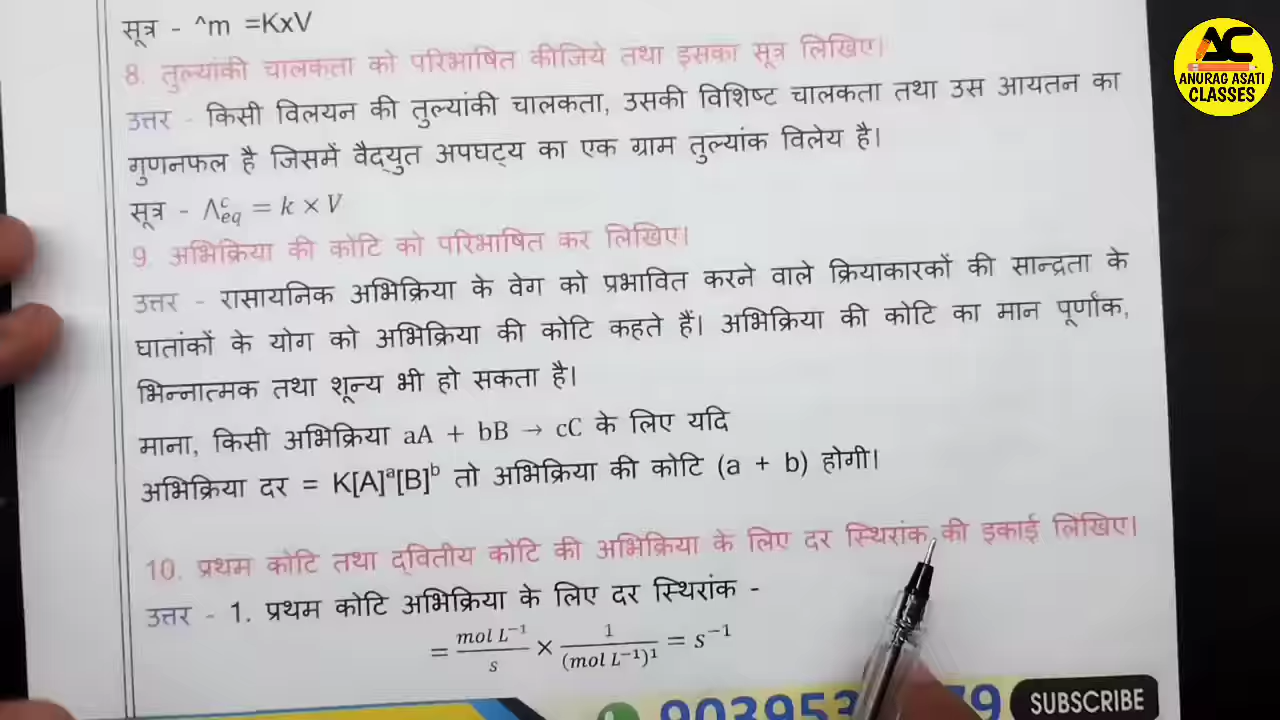 सूत्र - ^m =KxV
8. तुल्यांकी चालकता को परिभाषित कीजिये तथा इसका सूत्र लिखिए।
उत्तर - किसी विलयन की तुल्यांकी चालकता, उसकी विशिष्ट चालकता तथा उस आयतन का
गुणनफल है जिसमें वैद्युत अपघट्य का एक ग्राम तुल्यांक विलेय है।
सूत्र - Λᶜeq = k × V
9. अभिक्रिया की कोटि को परिभाषित कर लिखिए।
उत्तर - रासायनिक अभिक्रिया के वेग को प्रभावित करने वाले क्रियाकारकों की सान्द्रता के
घातांकों के योग को अभिक्रिया की कोटि कहते हैं। अभिक्रिया की कोटि का मान पूर्णांक,
भिन्नात्मक तथा शून्य भी हो सकता है।
माना, किसी अभिक्रिया aA + bB → cC के लिए यदि
अभिक्रिया दर = K[A]ᵃ[B]ᵇ तो अभिक्रिया की कोटि (a + b) होगी।
10. प्रथम कोटि तथा द्वितीय कोटि की अभिक्रिया के लिए दर स्थिरांक की इकाई लिखिए।
उत्तर - 1. प्रथम कोटि अभिक्रिया के लिए दर स्थिरांक -
= mol L⁻¹/s × 1/(mol L⁻¹)¹ = s⁻¹
AC
ANURAG ASATI
CLASSES
SUBSCRIBE